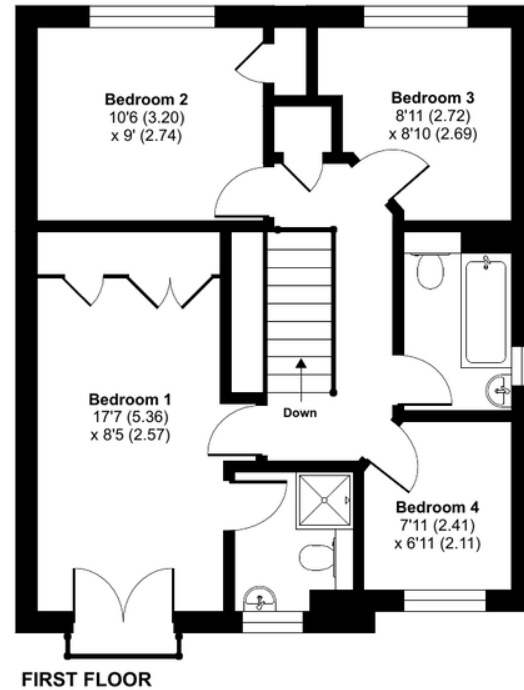 Bedroom 2
10'6 (3.20)
x 9' (2.74)
Bedroom 3
8'11 (2.72)
x 8'10 (2.69)
Bedroom 1
17'7 (5.36)
x 8'5 (2.57)
Down
Bedroom 4
7'11 (2.41)
x 6'11 (2.11)
FIRST FLOOR